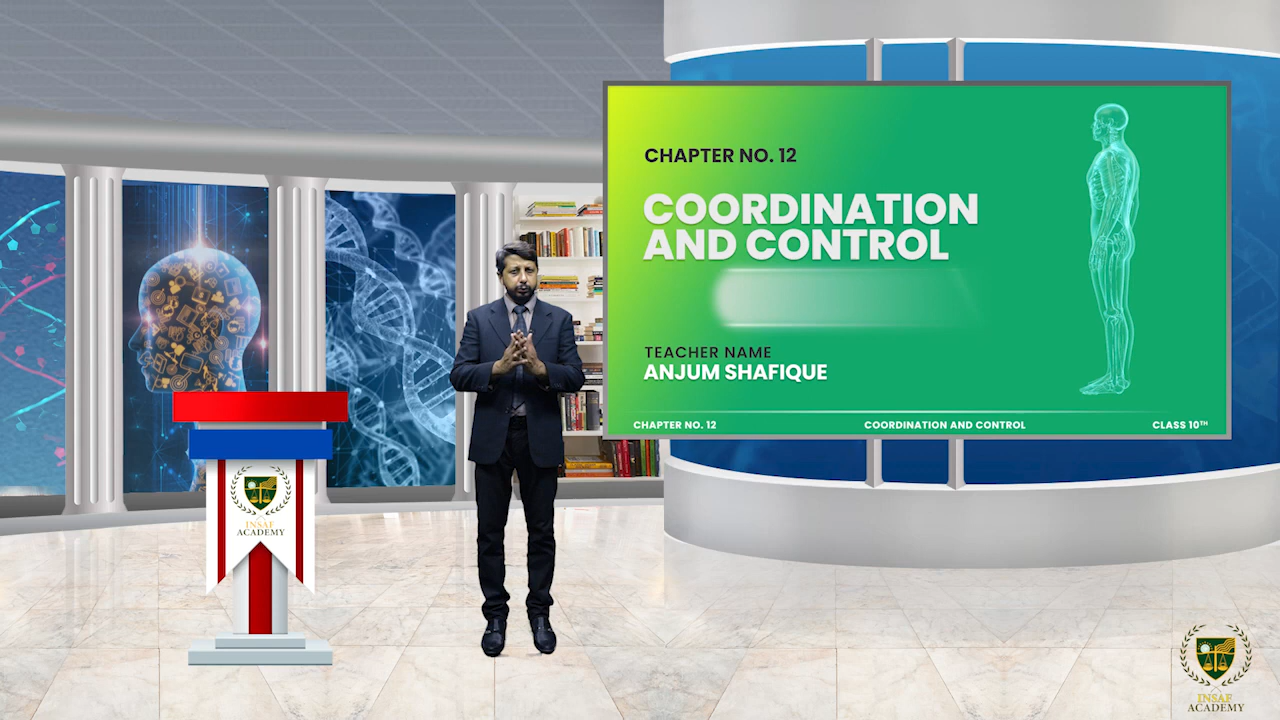 CHAPTER NO. 12
COORDINATION
AND CONTROL
TEACHER NAME
ANJUM SHAFIQUE
CHAPTER NO. 12
COORDINATION AND CONTROL
CLASS 10TH
INSAF
ACADEMY
INSAF
ACADEMY